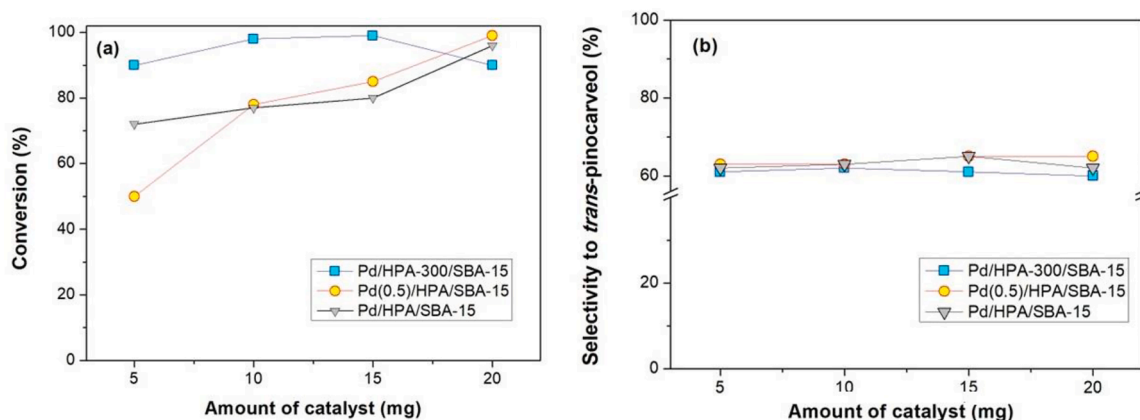 (a)
Conversion (%)
100
80
60
40
20
0
Pd/HPA-300/SBA-15
Pd(0.5)/HPA/SBA-15
Pd/HPA/SBA-15
5 10 15 20
Amount of catalyst (mg)
(b)
Selectivity to trans-pinocarveol (%)
100
80
60
20
0
Pd/HPA-300/SBA-15
Pd(0.5)/HPA/SBA-15
Pd/HPA/SBA-15
5 10 15 20
Amount of catalyst (mg)